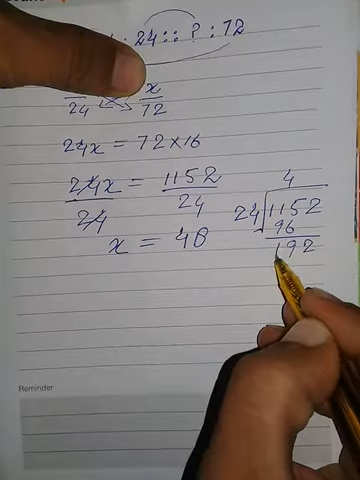 : 24 :: ? : 72
24 x/72
24x = 72×16
24x/24 = 1152/24
x = 48
4
24 1152
96
192
Reminder